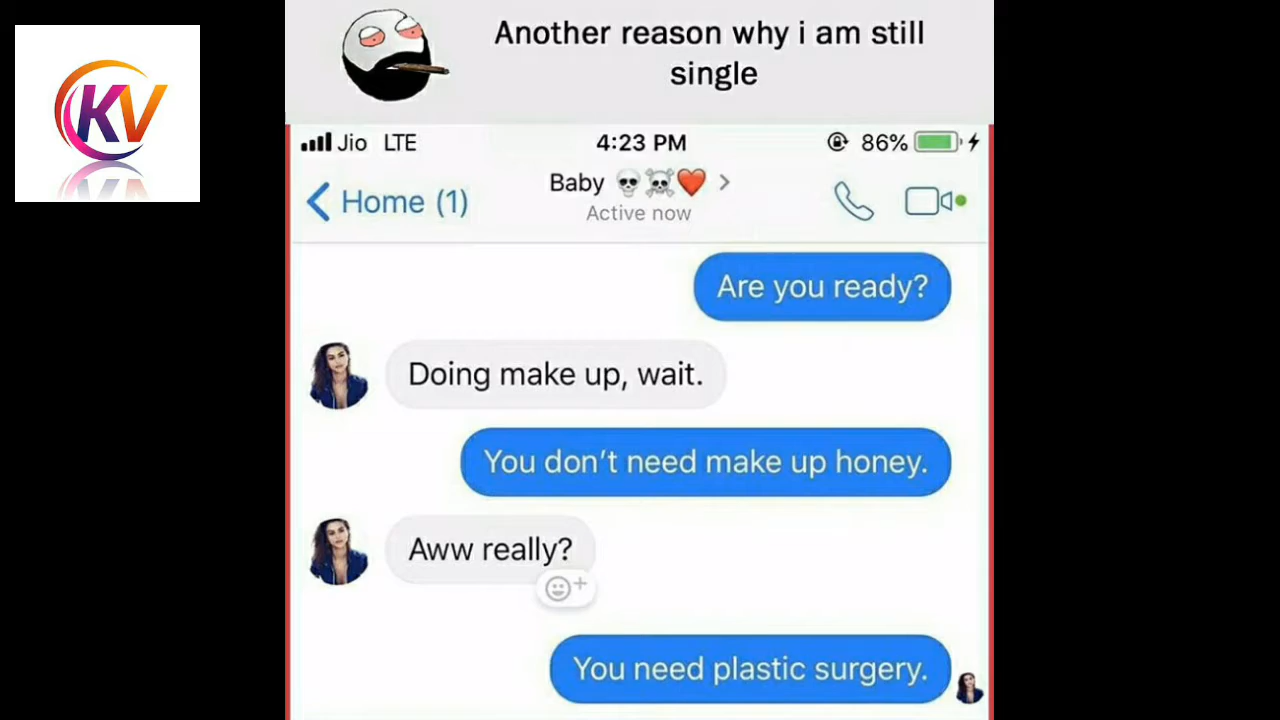 KV
Another reason why i am still
single
Jio LTE
4:23 PM
86%
Home (1)
Baby 💀☠️❤️ >
Active now
Are you ready?
Doing make up, wait.
You don’t need make up honey.
Aww really?
You need plastic surgery.